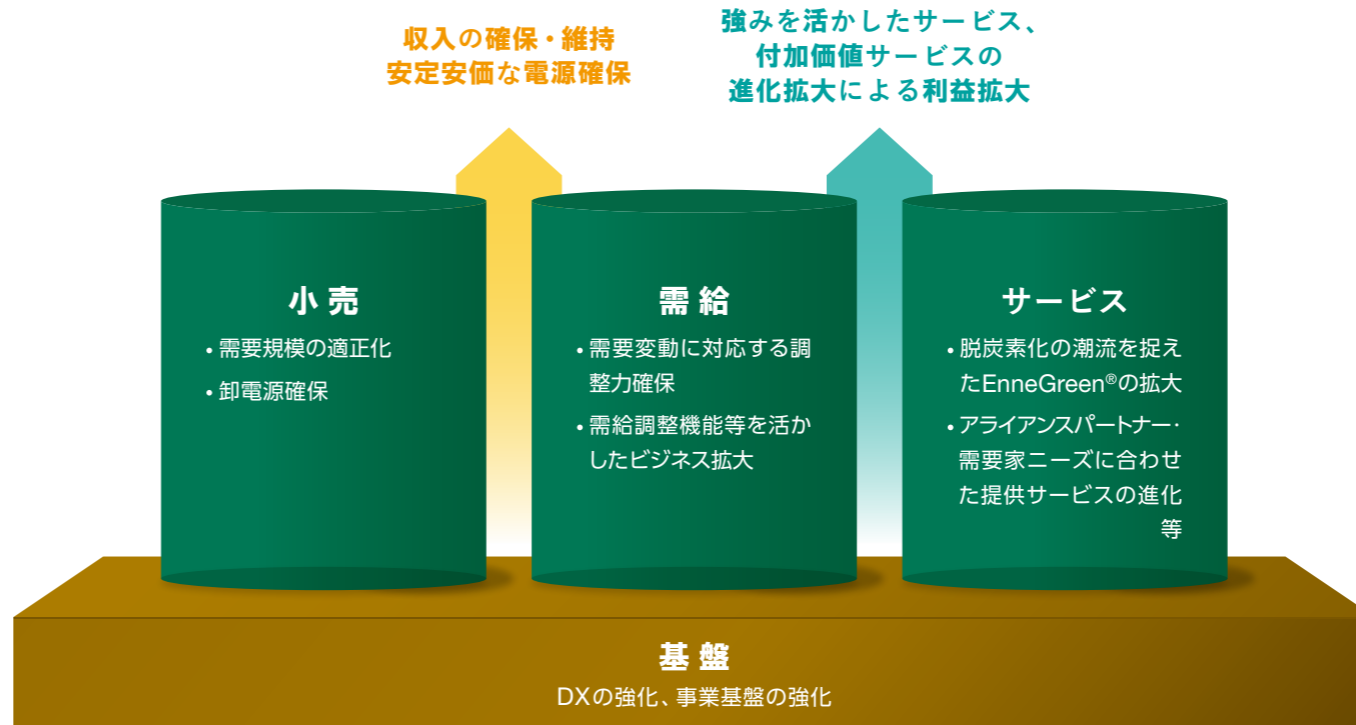 収入の確保・維持
安定安価な電源確保
強みを活かしたサービス、
付加価値サービスの
進化拡大による利益拡大
小売
• 需要規模の適正化
• 卸電源確保
需給
• 需要変動に対応する調
整力確保
• 需給調整機能等を活か
したビジネス拡大
サービス
• 脱炭素化の潮流を捉え
たEnneGreen®の拡大
• アライアンスパートナー・
需要家ニーズに合わせ
た提供サービスの進化
等
基盤
DXの強化、事業基盤の強化